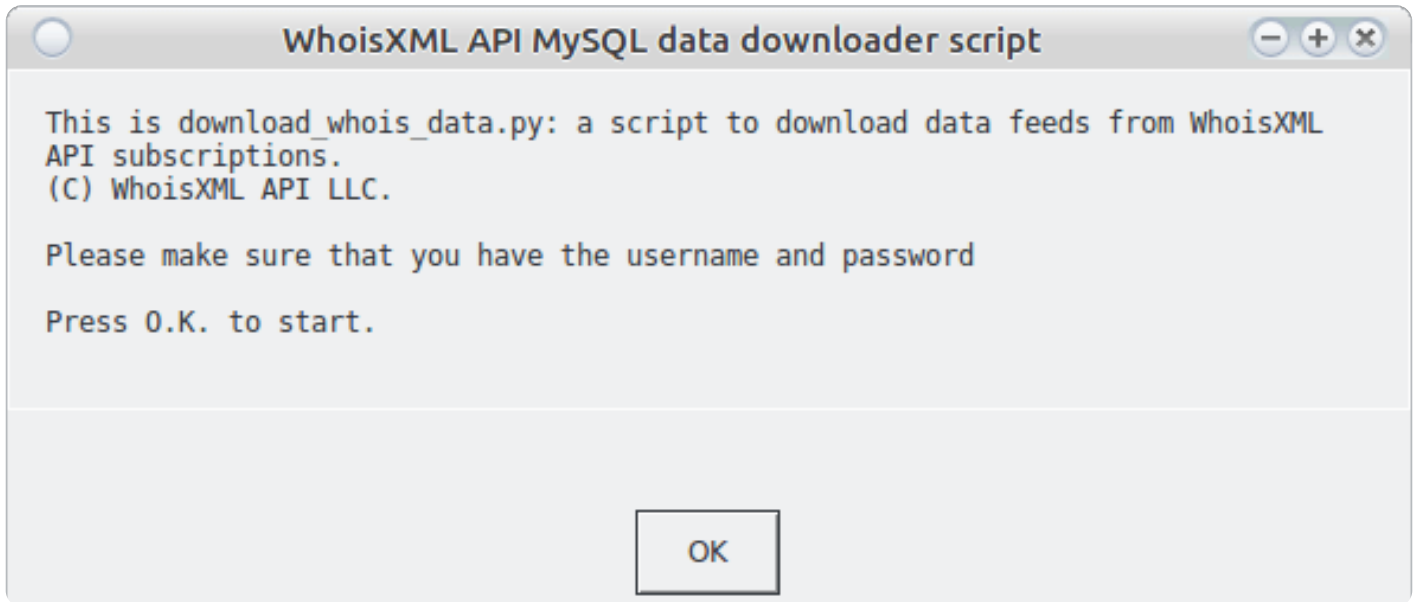 WhoisXML API MySQL data downloader script
This is download_whois_data.py: a script to download data feeds from WhoisXML
API subscriptions.
(C) WhoisXML API LLC.
Please make sure that you have the username and password
Press O.K. to start.
OK